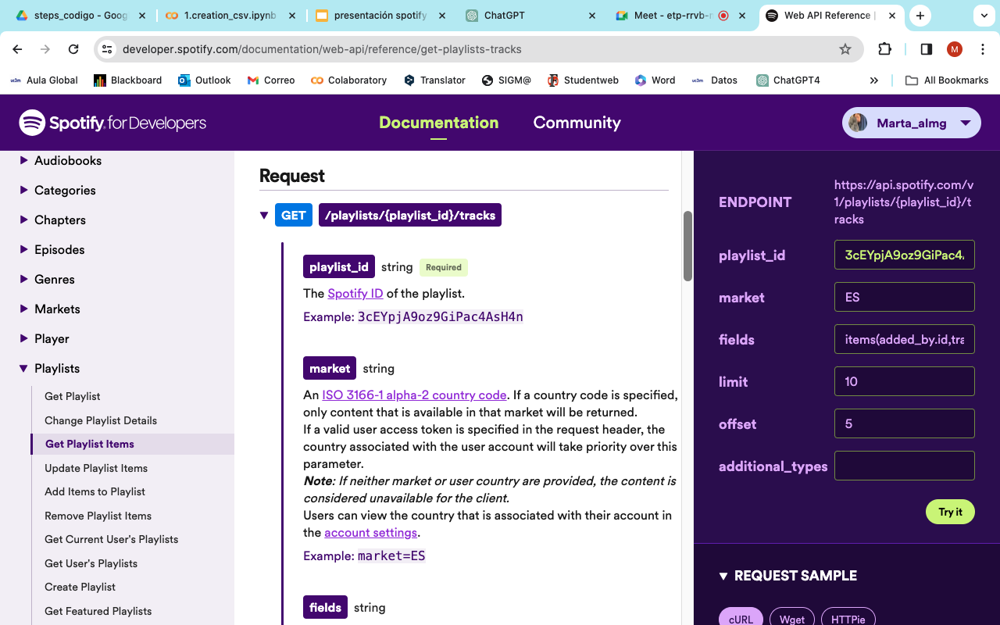 steps_codigo - Goog
1.creation_csv.ipynb
presentación spotify
ChatGPT
Meet - etp-rrvb-
Web API Reference |
developer.spotify.com/documentation/web-api/reference/get-playlists-tracks
M
uc3m Aula Global
Blackboard
Outlook
Correo
Colaboratory
Translator
SIGM@
Studentweb
Word
uc3m Datos
ChatGPT4
»
All Bookmarks
Spotify for Developers
Documentation
Community
Marta_almg
Audiobooks
Categories
Chapters
Episodes
Genres
Markets
Player
Playlists
Get Playlist
Change Playlist Details
Get Playlist Items
Update Playlist Items
Add Items to Playlist
Remove Playlist Items
Get Current User's Playlists
Get User's Playlists
Create Playlist
Get Featured Playlists
Request
GET /playlists/{playlist_id}/tracks
playlist_id string Required
The Spotify ID of the playlist.
Example: 3cEYpjA9oz9GiPac4AsH4n
market string
An ISO 3166-1 alpha-2 country code. If a country code is specified,
only content that is available in that market will be returned.
If a valid user access token is specified in the request header, the
country associated with the user account will take priority over this
parameter.
Note: If neither market or user country are provided, the content is
considered unavailable for the client.
Users can view the country that is associated with their account in
the account settings.
Example: market=ES
fields string
ENDPOINT
https://api.spotify.com/v
1/playlists/{playlist_id}/t
racks
playlist_id 3cEYpjA9oz9GiPac4
market ES
fields items(added_by.id,tra
limit 10
offset 5
additional_types
Try it
REQUEST SAMPLE
cURL
Wget
HTTPie